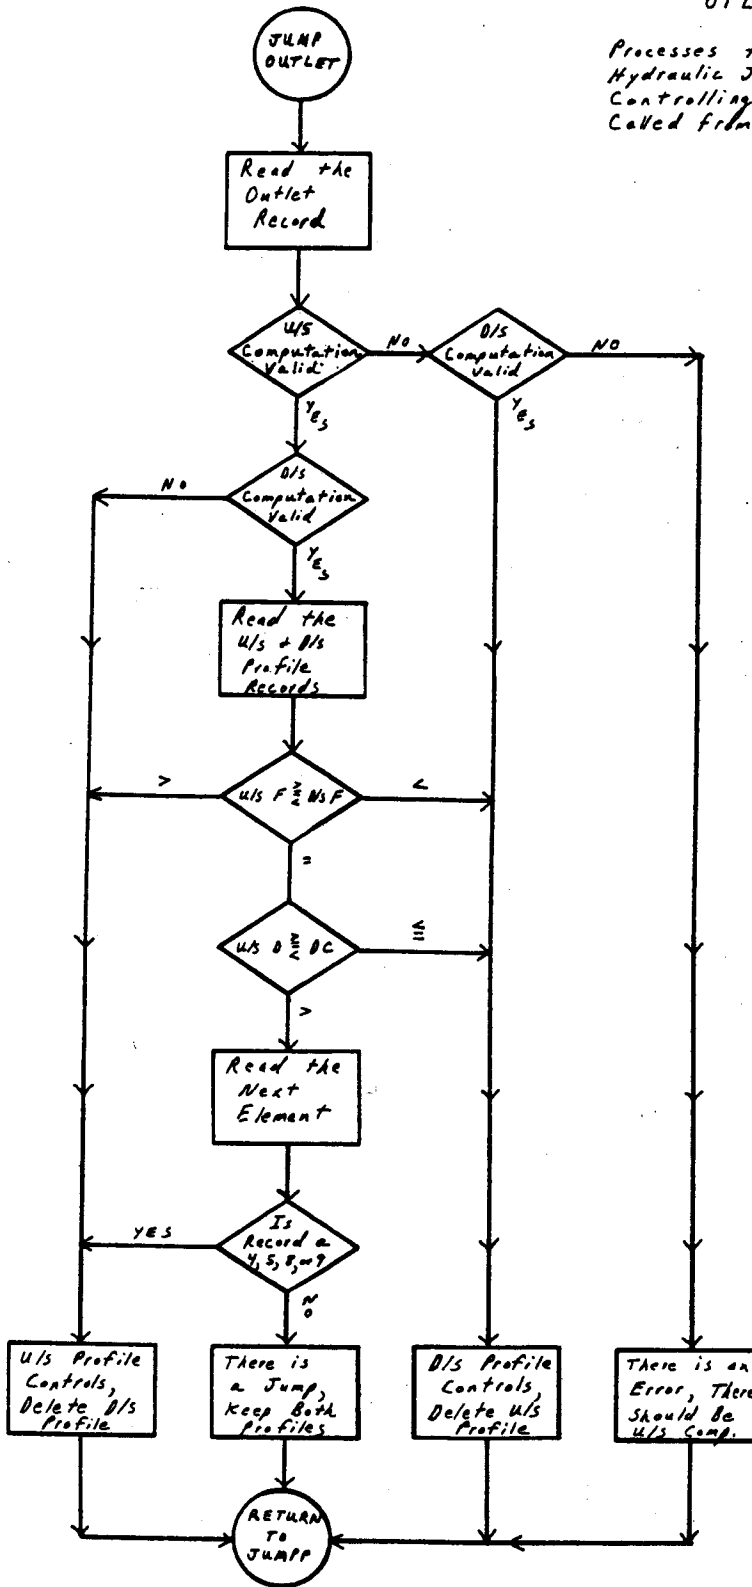 JUMP
OUTLET
Processes
Hydraulic J
Controlling
Called from
Read the
Outlet
Record
U/S
Computation
Valid
NO
D/S
Computation
Valid
NO
YES
YES
D/S
Computation
Valid
NO
YES
Read the
U/S + D/S
Profile
Records
>
<
=
>
Read the
Next
Element
Is
Record a
4, 5, 8, or 9
YES
NO
U/S Profile
Controls,
Delete D/S
Profile
There is
a Jump,
Keep Both
Profiles
D/S Profile
Controls,
Delete U/S
Profile
There is an
Error, There
Should be
U/S Comp.
RETURN
TO
JUMPP